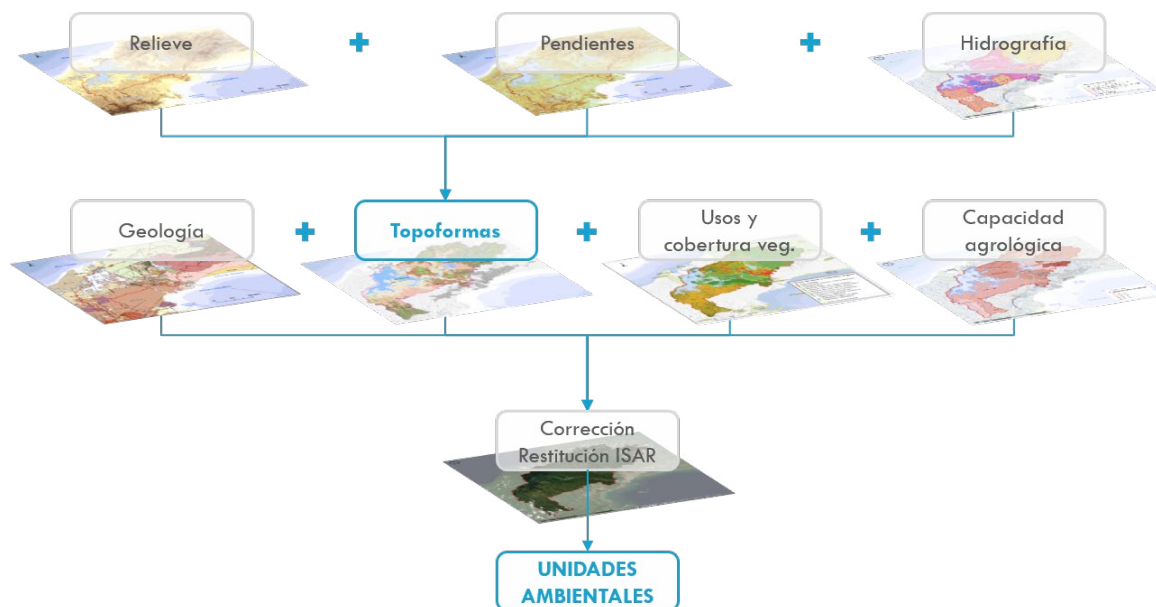 Relieve
Pendientes
Hidrografía
Geología
Topoformas
Usos y
cobertura veg.
Capacidad
agrológica
Corrección
Restitución ISAR
UNIDADES
AMBIENTALES